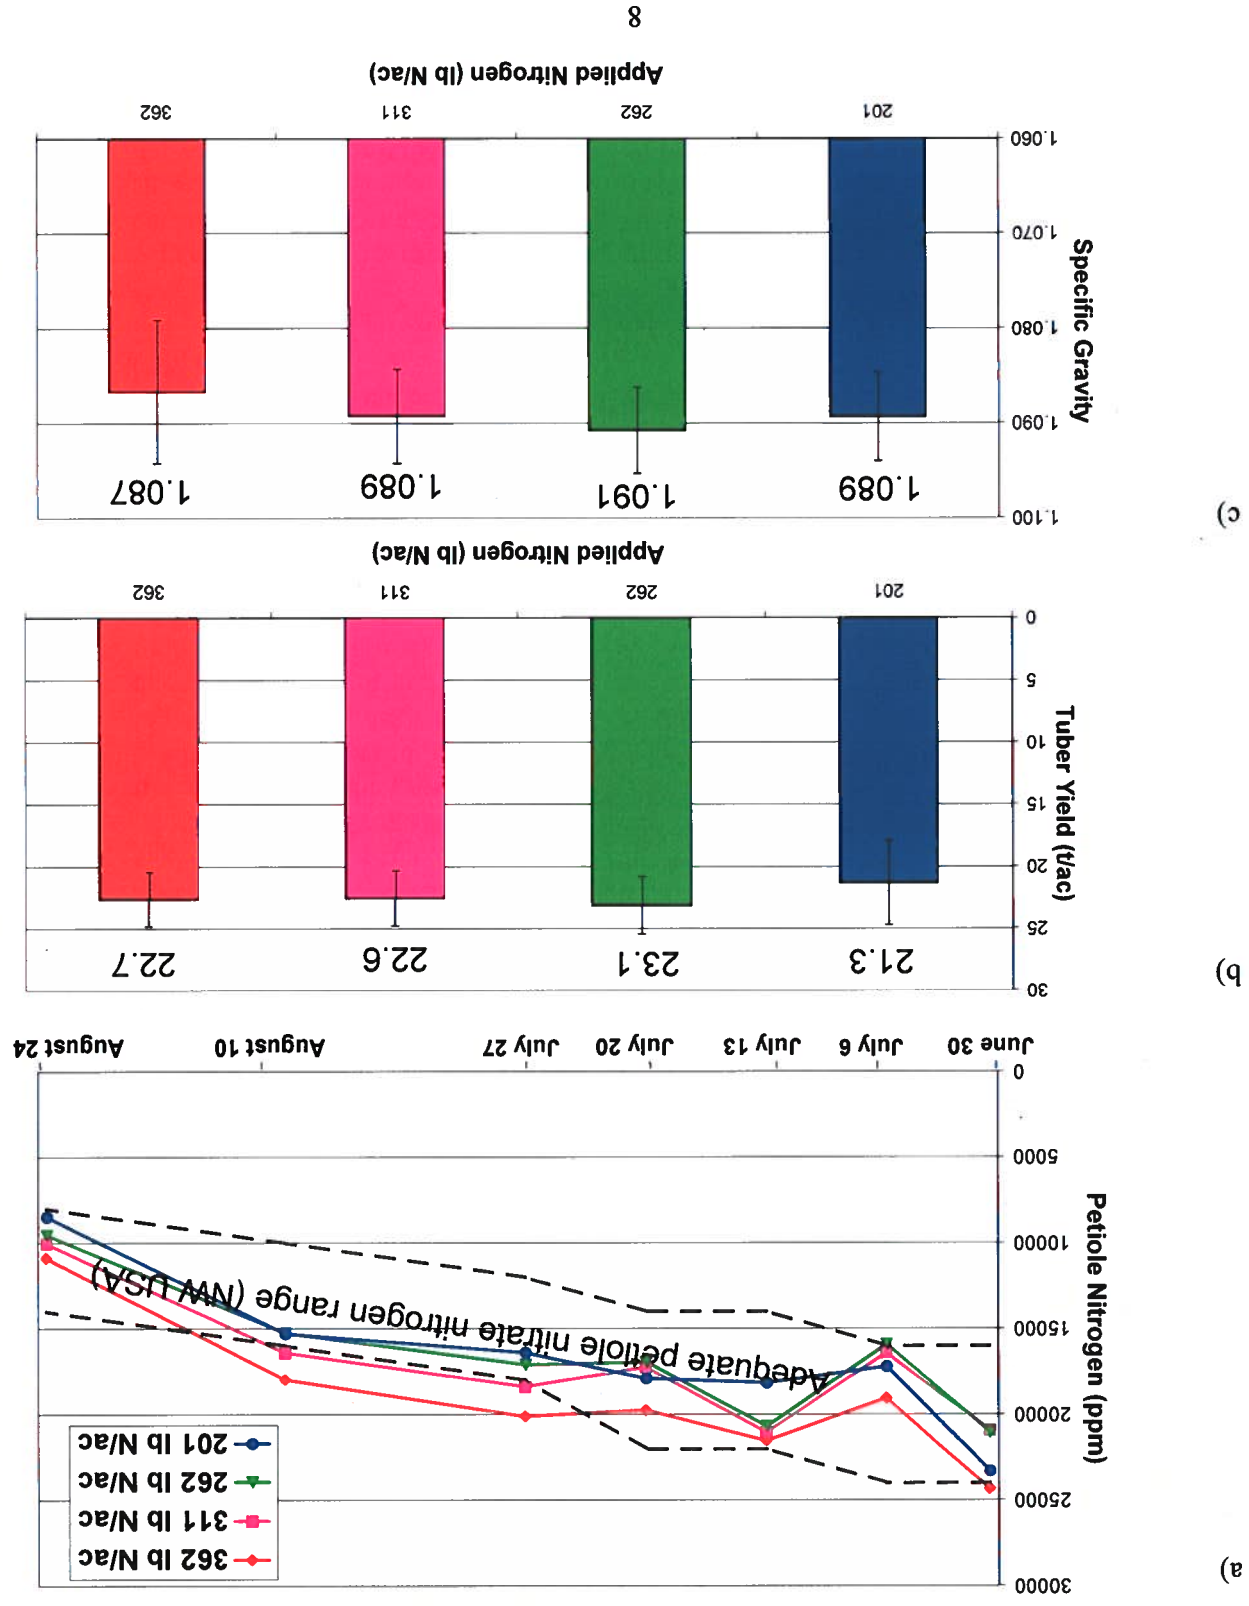 a)
30000
25000
20000
15000
10000
5000
0
Petiole Nitrogen (ppm)
362 lb N/ac
311 lb N/ac
262 lb N/ac
201 lb N/ac
Adequate petiole nitrate nitrogen range (NW USA)
June 30 July 6 July 13 July 20 July 27 August 10 August 24
b)
30
25
20
15
10
5
0
Tuber Yield (t/ac)
21.3 23.1 22.6 22.7
201 262 311 362
Applied Nitrogen (lb N/ac)
c)
1.100
1.090
1.080
1.070
1.060
Specific Gravity
1.089 1.091 1.089 1.087
201 262 311 362
Applied Nitrogen (lb N/ac)
8